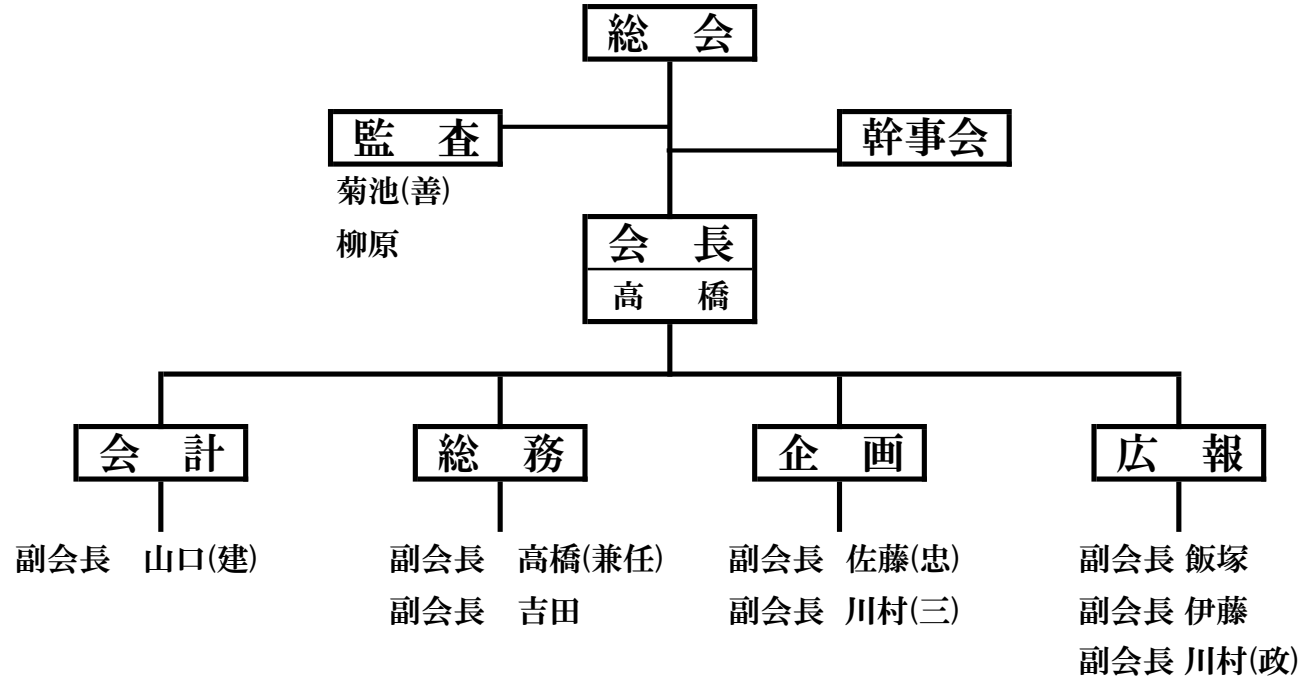 総　会
監　査
幹事会
菊池(善)
柳原
会　長
高　橋
会　計
総　務
企　画
広　報
副会長　山口(建)
副会長　高橋(兼任)
副会長　佐藤(忠)
副会長 飯塚
副会長　吉田
副会長　川村(三)
副会長 伊藤
副会長 川村(政)